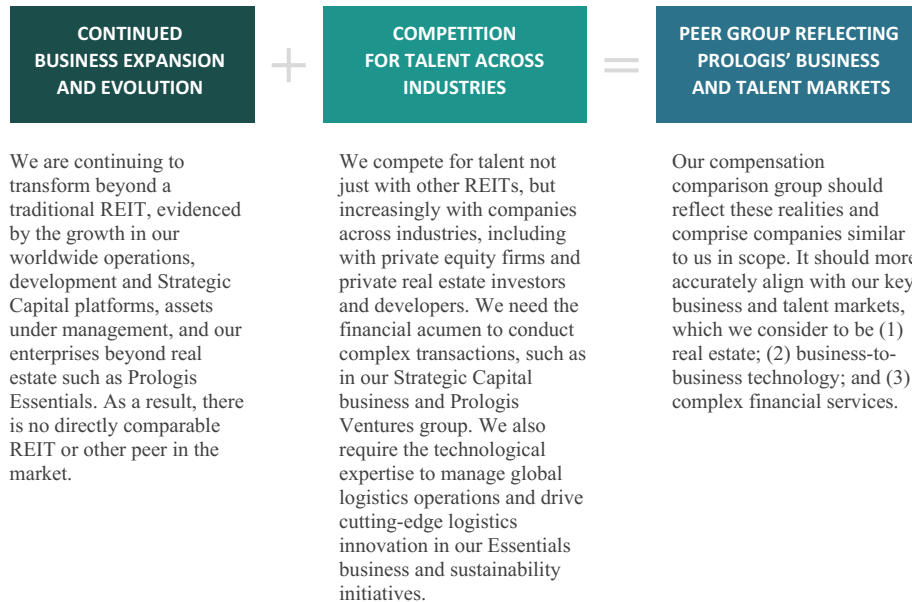 CONTINUED
BUSINESS EXPANSION
AND EVOLUTION
+
COMPETITION
FOR TALENT ACROSS
INDUSTRIES
=
PEER GROUP REFLECTING
PROLOGIS’ BUSINESS
AND TALENT MARKETS
We are continuing to
transform beyond a
traditional REIT, evidenced
by the growth in our
worldwide operations,
development and Strategic
Capital platforms, assets
under management, and our
enterprises beyond real
estate such as Prologis
Essentials. As a result, there
is no directly comparable
REIT or other peer in the
market.
We compete for talent not
just with other REITs, but
increasingly with companies
across industries, including
with private equity firms and
private real estate investors
and developers. We need the
financial acumen to conduct
complex transactions, such as
in our Strategic Capital
business and Prologis
Ventures group. We also
require the technological
expertise to manage global
logistics operations and drive
cutting-edge logistics
innovation in our Essentials
business and sustainability
initiatives.
Our compensation
comparison group should
reflect these realities and
comprise companies similar
to us in scope. It should more
accurately align with our key
business and talent markets,
which we consider to be (1)
real estate; (2) business-to-
business technology; and (3)
complex financial services.